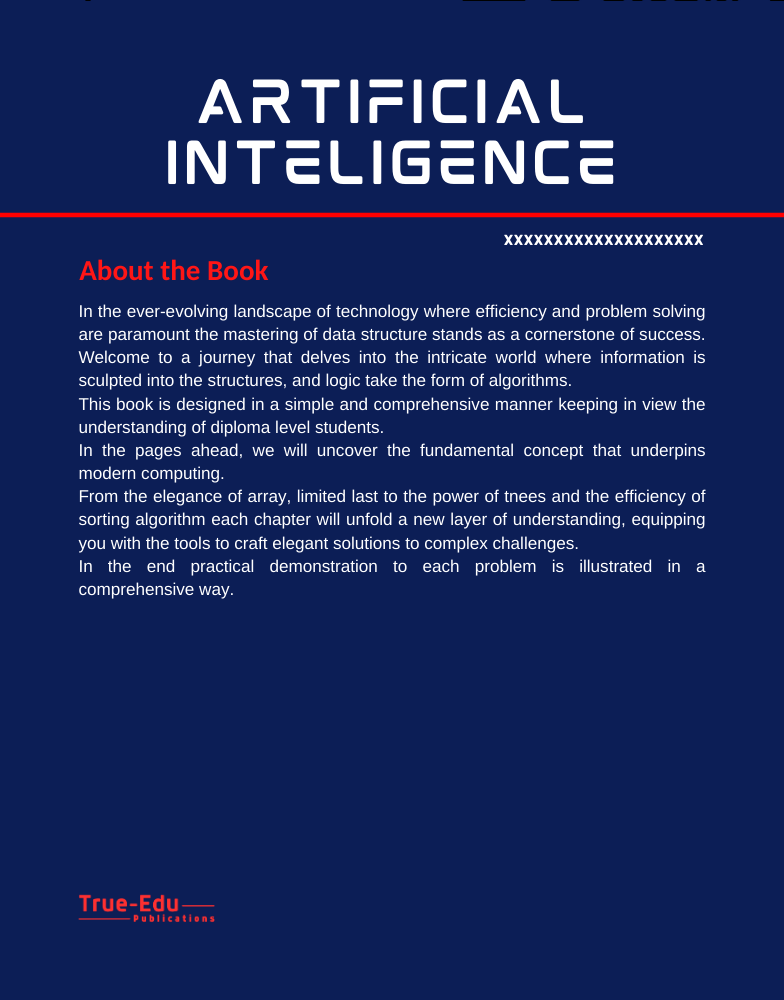 ARTIFICIAL
INTELIGENCE
xxxxxxxxxxxxxxxxxxxx
About the Book
In the ever-evolving landscape of technology where efficiency and problem solving
are paramount the mastering of data structure stands as a cornerstone of success.
Welcome to a journey that delves into the intricate world where information is
sculpted into the structures, and logic take the form of algorithms.
This book is designed in a simple and comprehensive manner keeping in view the
understanding of diploma level students.
In the pages ahead, we will uncover the fundamental concept that underpins
modern computing.
From the elegance of array, limited last to the power of tnees and the efficiency of
sorting algorithm each chapter will unfold a new layer of understanding, equipping
you with the tools to craft elegant solutions to complex challenges.
In the end practical demonstration to each problem is illustrated in a
comprehensive way.
True-Edu
Publications